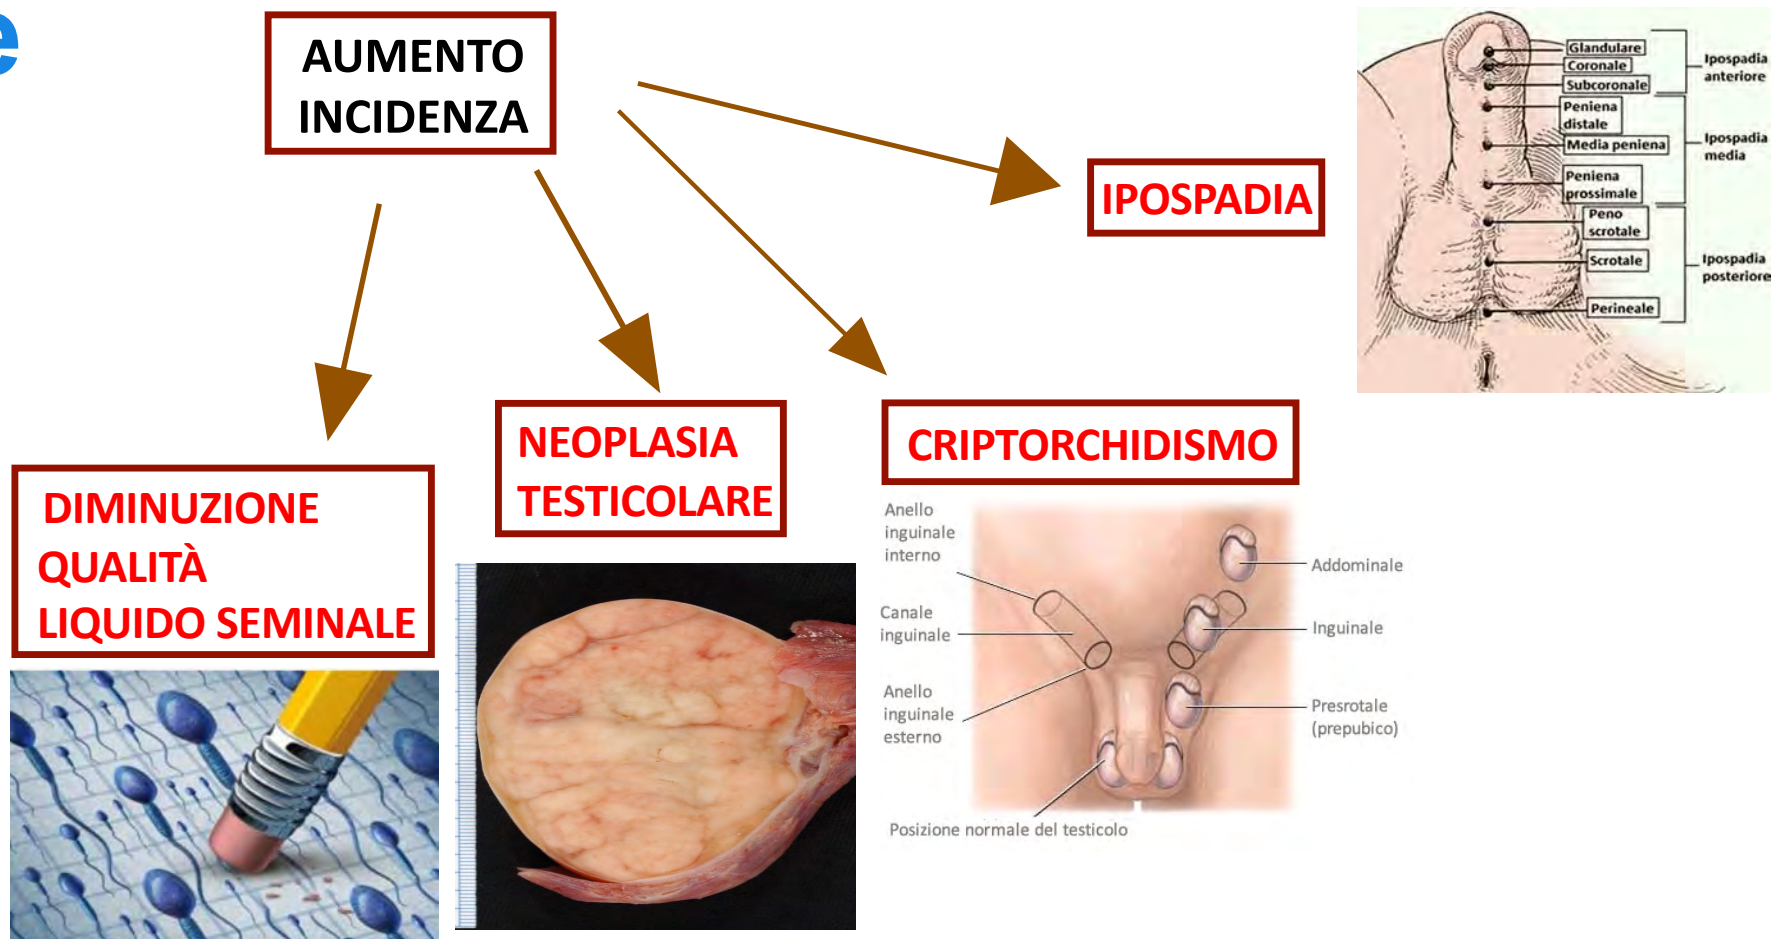 e
AUMENTO
INCIDENZA
IPOSPADIA
Glandulare
Coronale
Subcoronale
Ipospadia
anteriore
Peniena
distale
Media peniena
Peniena
prossimale
Ipospadia
media
Peno
scrotale
Scrotale
Perineale
Ipospadia
posteriore
DIMINUZIONE
QUALITÀ
LIQUIDO SEMINALE
NEOPLASIA
TESTICOLARE
CRIPTORCHIDISMO
Anello
inguinale
interno
Canale
inguinale
Anello
inguinale
esterno
Addominale
Inguinale
Presrotale
(prepubico)
Posizione normale del testicolo